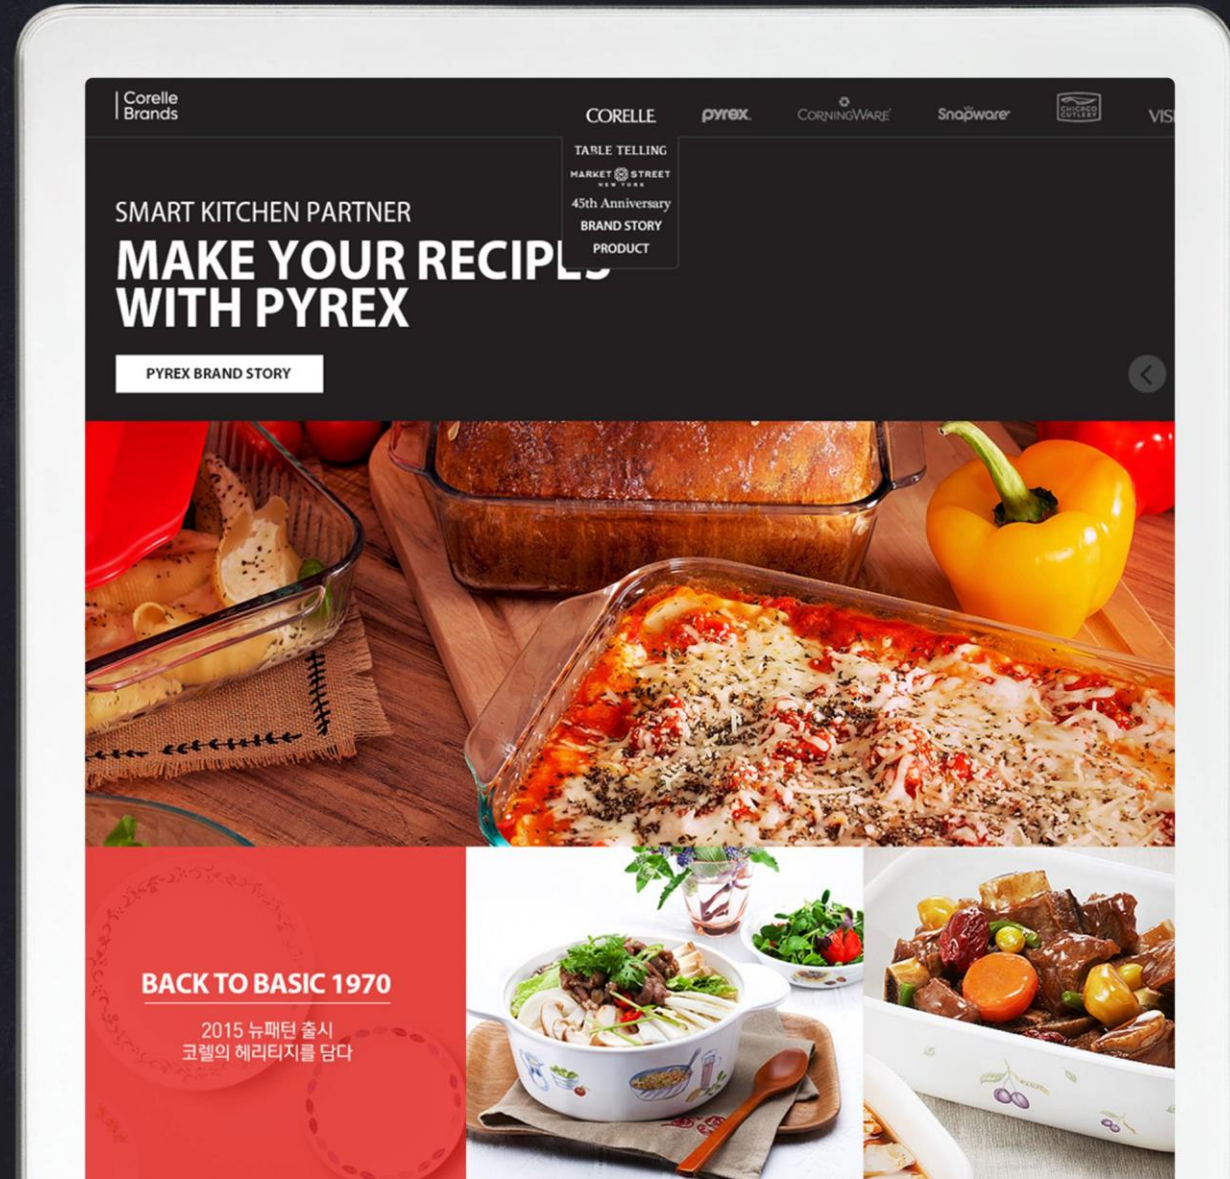 Corelle
Brands
CORELLE
pyrex.
CORNINGWARE
Snapware
CHICAGO
CUTLERY
TABLE TELLING
MARKET STREET
NEW YORK
45th Anniversary
BRAND STORY
PRODUCT
SMART KITCHEN PARTNER
MAKE YOUR RECIPES
WITH PYREX
PYREX BRAND STORY
BACK TO BASIC 1970
2015 뉴패턴 출시
코렐의 헤리티지를 담다